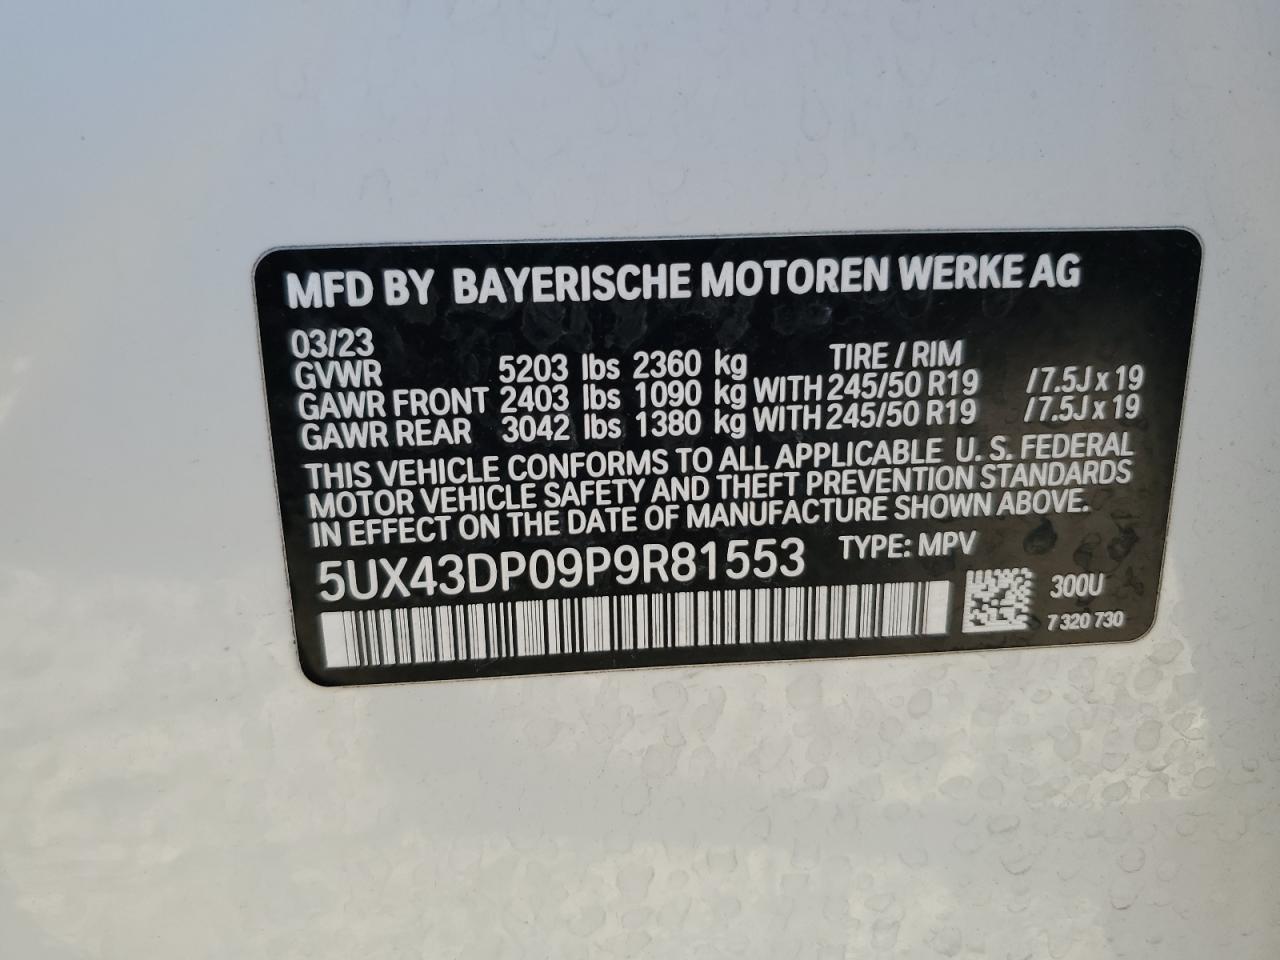 MFD BY BAYERISCHE MOTOREN WERKE AG
03/23
GVWR 5203 lbs 2360 kg TIRE / RIM
GAWR FRONT 2403 lbs 1090 kg WITH 245/50 R19 /7.5J x 19
GAWR REAR 3042 lbs 1380 kg WITH 245/50 R19 /7.5J x 19
THIS VEHICLE CONFORMS TO ALL APPLICABLE U. S. FEDERAL
MOTOR VEHICLE SAFETY AND THEFT PREVENTION STANDARDS
IN EFFECT ON THE DATE OF MANUFACTURE SHOWN ABOVE.
5UX43DP09P9R81553 TYPE: MPV
300U
7 320 730